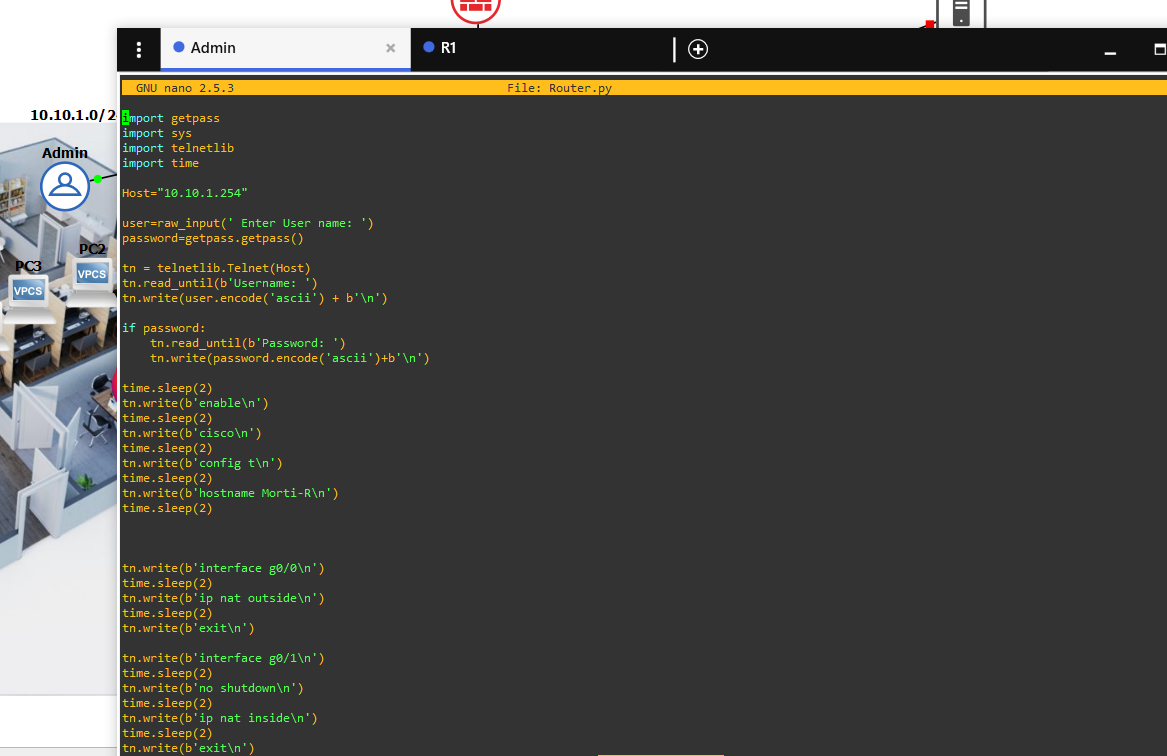 Admin
R1
GNU nano 2.5.3
File: Router.py
10.10.1.0/2
Admin
PC2
VPCS
PC3
VPCS
import getpass
import sys
import telnetlib
import time
Host="10.10.1.254"
user=raw_input(' Enter User name: ')
password=getpass.getpass()
tn = telnetlib.Telnet(Host)
tn.read_until(b'Username: ')
tn.write(user.encode('ascii') + b'\n')
if password:
    tn.read_until(b'Password: ')
    tn.write(password.encode('ascii')+b'\n')
time.sleep(2)
tn.write(b'enable\n')
time.sleep(2)
tn.write(b'cisco\n')
time.sleep(2)
tn.write(b'config t\n')
time.sleep(2)
tn.write(b'hostname Morti-R\n')
time.sleep(2)
tn.write(b'interface g0/0\n')
time.sleep(2)
tn.write(b'ip nat outside\n')
time.sleep(2)
tn.write(b'exit\n')
tn.write(b'interface g0/1\n')
time.sleep(2)
tn.write(b'no shutdown\n')
time.sleep(2)
tn.write(b'ip nat inside\n')
time.sleep(2)
tn.write(b'exit\n')